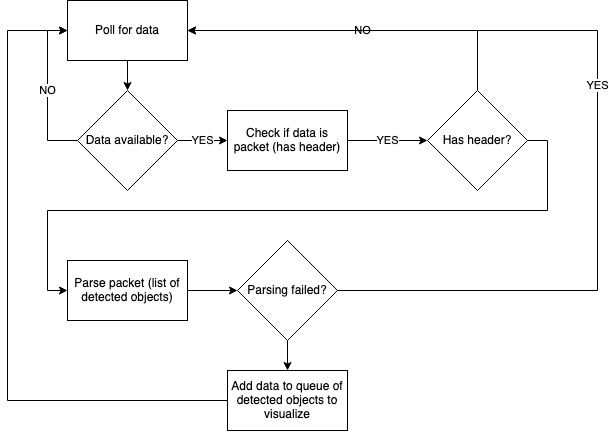 Poll for data
NO
NO
YES
Data available?
YES
Check if data is
packet (has header)
YES
Has header?
Parse packet (list of
detected objects)
Parsing failed?
Add data to queue of
detected objects to
visualize